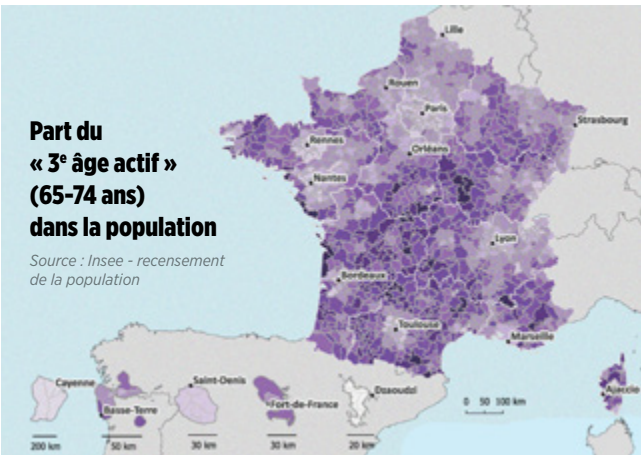 Part du
« 3e âge actif »
(65-74 ans)
dans la population
Source : Insee - recensement
de la population
Lille
Rouen
Paris
Strasbourg
Rennes
Orléans
Nantes
Lyon
Bordeaux
Toulouse
Marseille
Cayenne
Saint-Denis
Dzaoudzi
Ajaccio
Basse-Terre
Fort-de-France
0 50 100 km
200 km
50 km
30 km
30 km
20 km